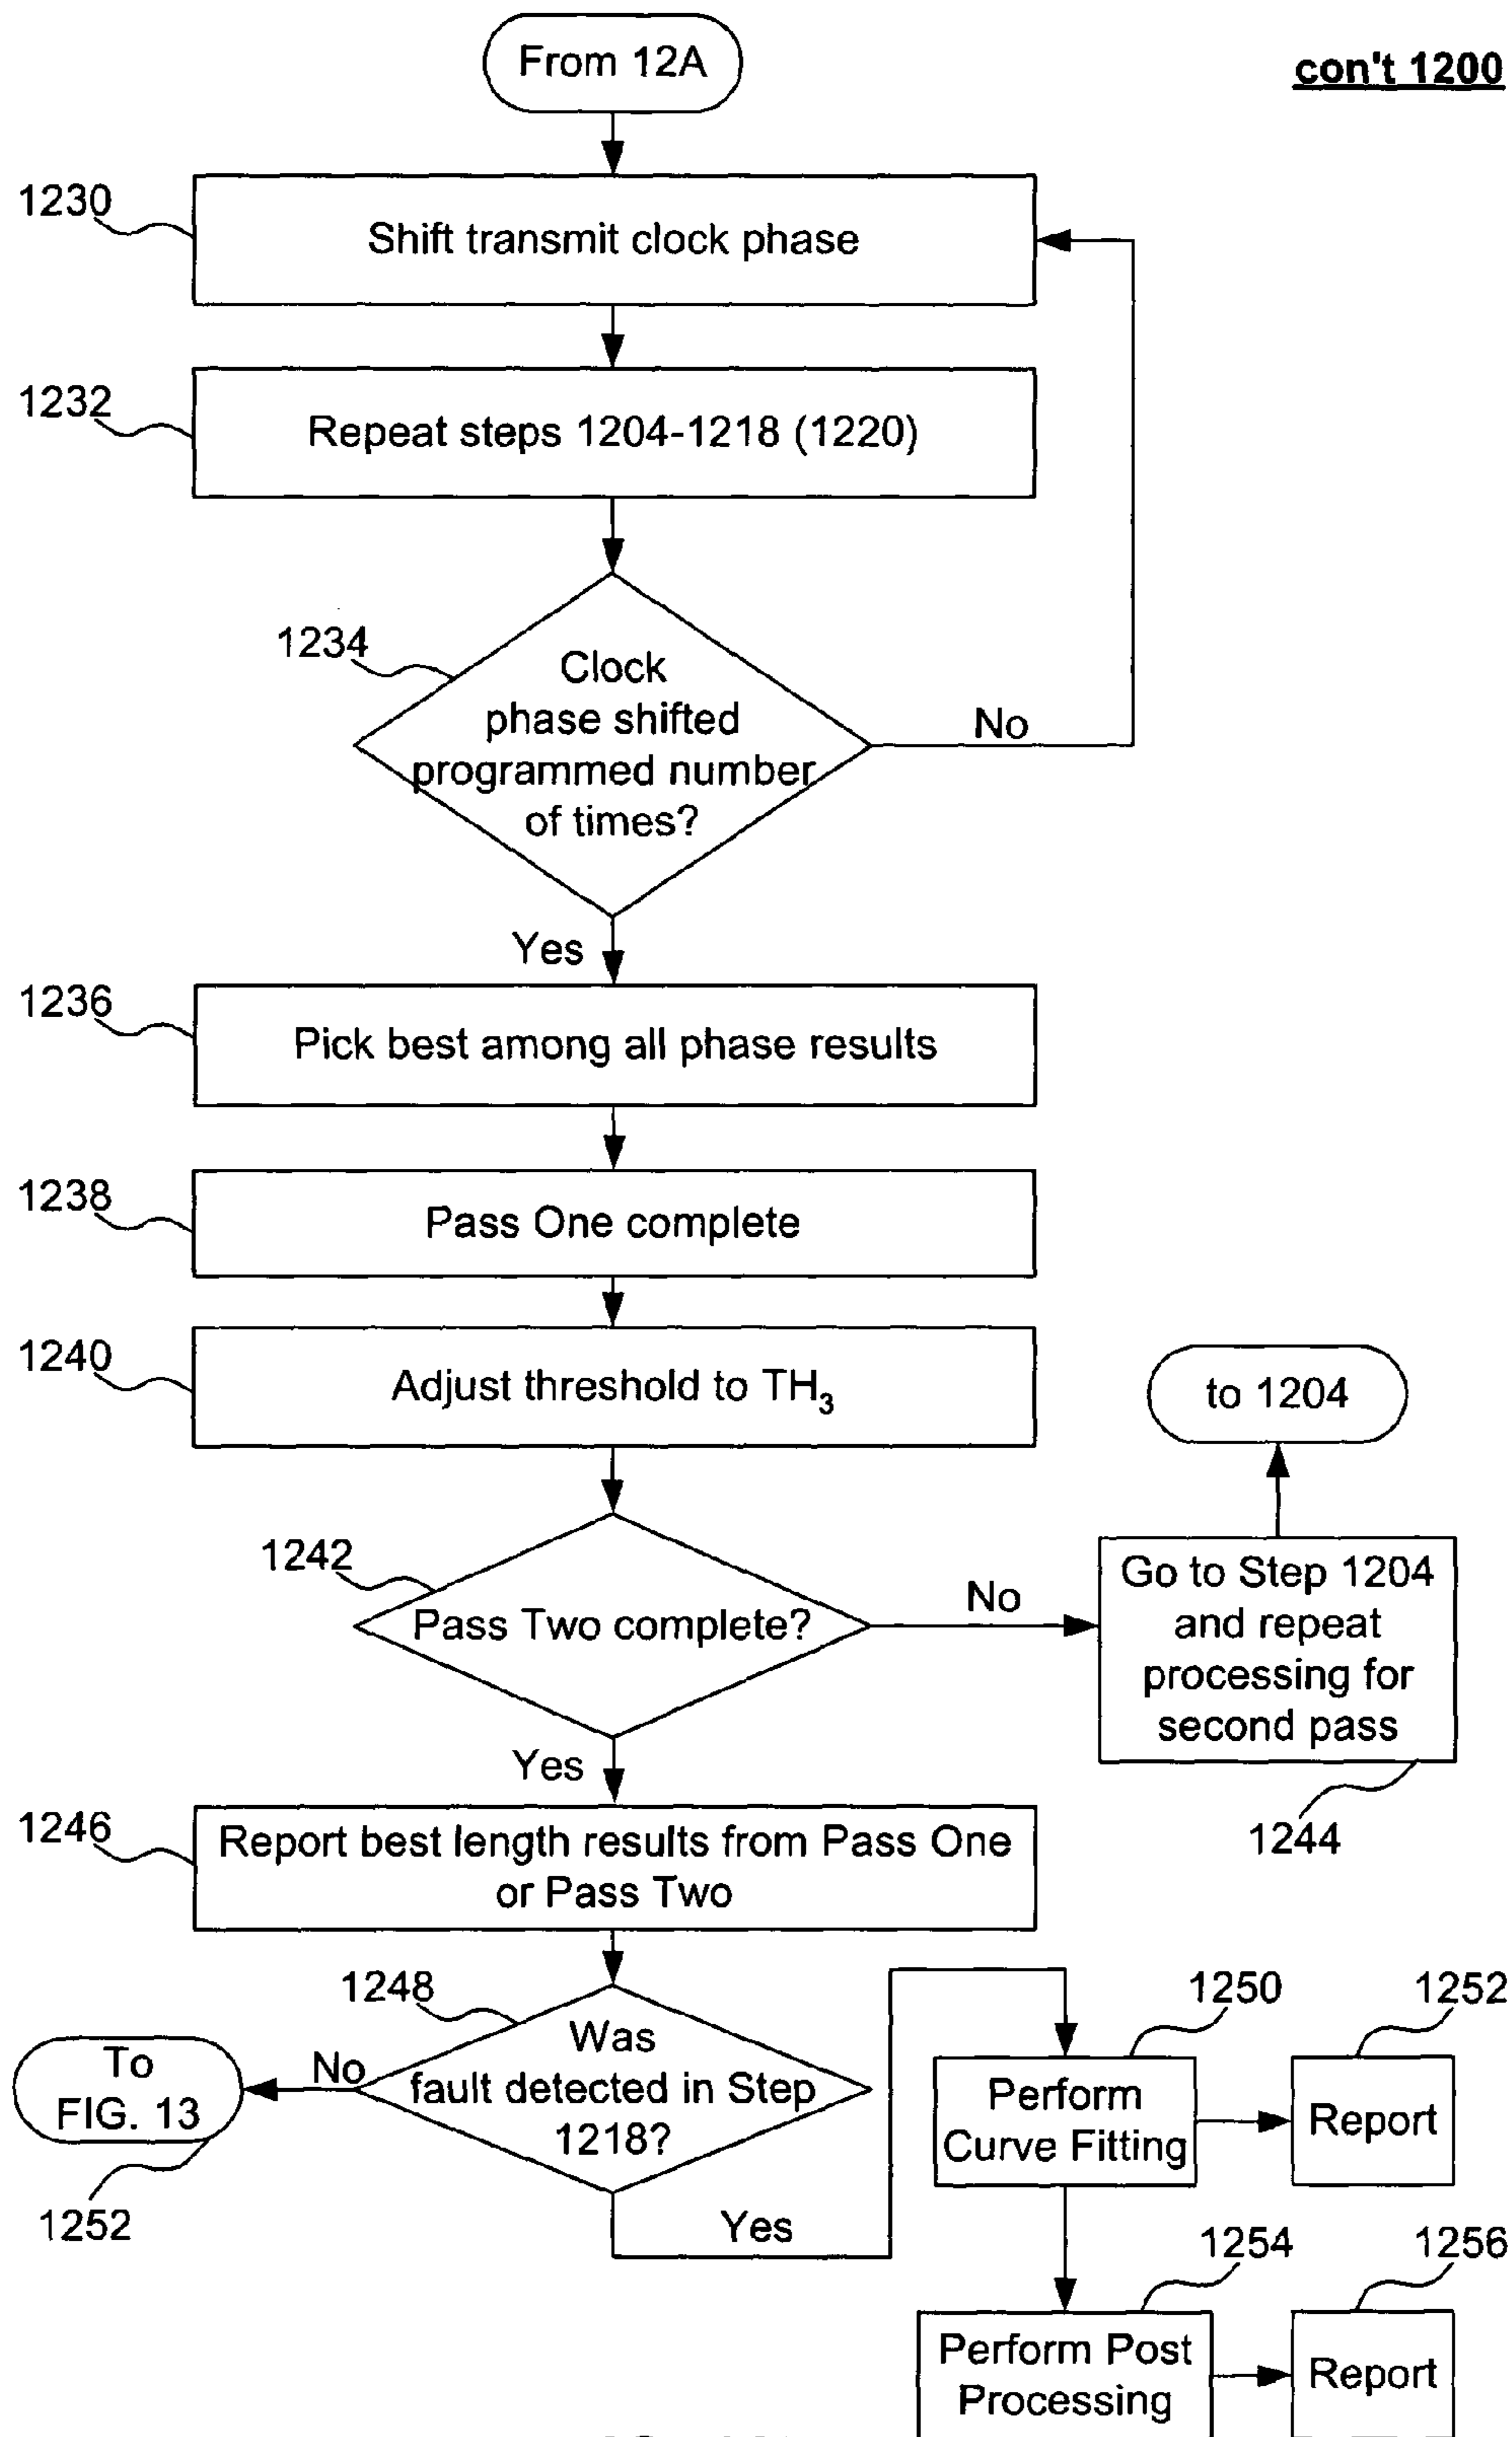 From 12A
con't 1200
1230
Shift transmit clock phase
1232
Repeat steps 1204-1218 (1220)
1234
Clock
phase shifted
programmed number
of times?
No
Yes
1236
Pick best among all phase results
1238
Pass One complete
1240
Adjust threshold to TH3
to 1204
1242
Pass Two complete?
No
Go to Step 1204
and repeat
processing for
second pass
1244
Yes
1246
Report best length results from Pass One
or Pass Two
1248
Was
fault detected in Step
1218?
No
To
FIG. 13
1252
Yes
1250
Perform
Curve Fitting
1252
Report
1254
Perform Post
Processing
1256
Report